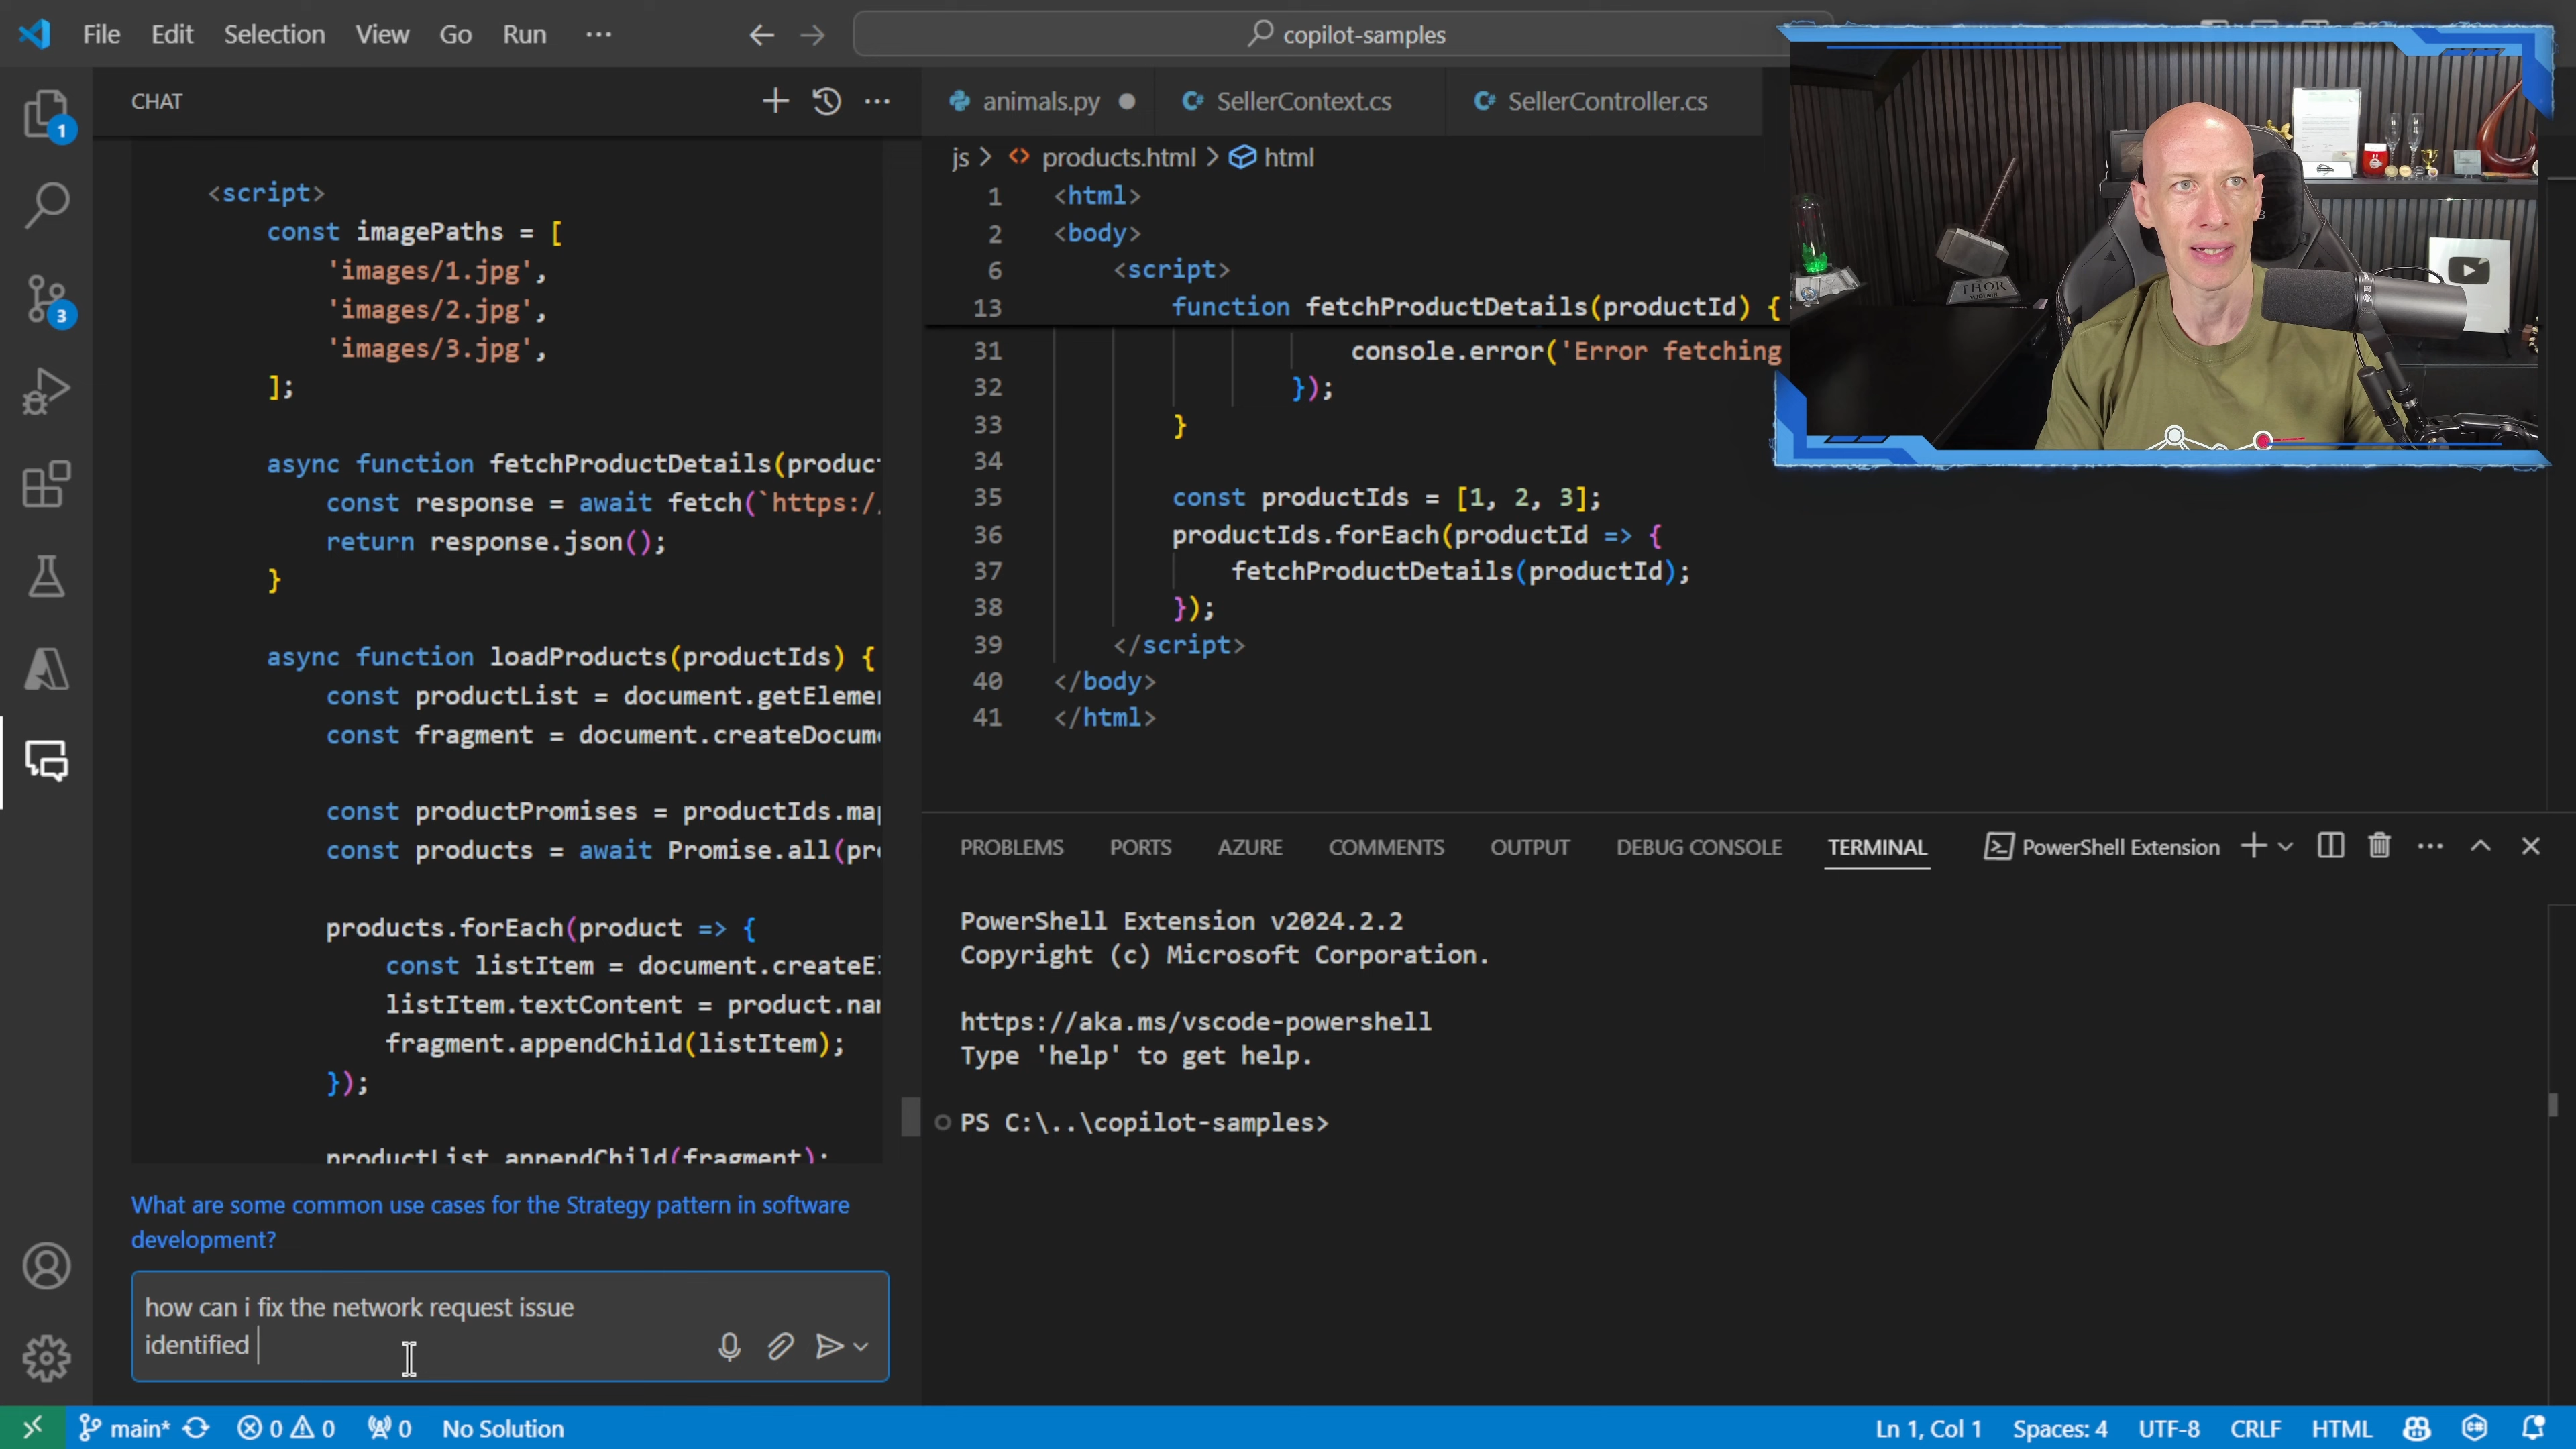 File Edit Selection View Go Run ···
copilot-samples
CHAT
animals.py
SellerContext.cs
SellerController.cs
js > products.html > html
1
3
<script>
const imagePaths = [
'images/1.jpg',
'images/2.jpg',
'images/3.jpg',
];
async function fetchProductDetails(produc
const response = await fetch(`https:/
return response.json();
}
async function loadProducts(productIds) {
const productList = document.getEleme
const fragment = document.createDocum
const productPromises = productIds.ma
const products = await Promise.all(pr
products.forEach(product => {
const listItem = document.createE
listItem.textContent = product.na
fragment.appendChild(listItem);
});
productList.appendChild(fragment);
What are some common use cases for the Strategy pattern in software
development?
how can i fix the network request issue
identified
1 <html>
2 <body>
6 <script>
13 function fetchProductDetails(productId) {
31 console.error('Error fetching
32 });
33 }
34
35 const productIds = [1, 2, 3];
36 productIds.forEach(productId => {
37 fetchProductDetails(productId);
38 });
39 </script>
40 </body>
41 </html>
THOR
PROBLEMS PORTS AZURE COMMENTS OUTPUT DEBUG CONSOLE TERMINAL PowerShell Extension
PowerShell Extension v2024.2.2
Copyright (c) Microsoft Corporation.
https://aka.ms/vscode-powershell
Type 'help' to get help.
PS C:\..\copilot-samples>
main* 0 0 0 No Solution
Ln 1, Col 1 Spaces: 4 UTF-8 CRLF HTML